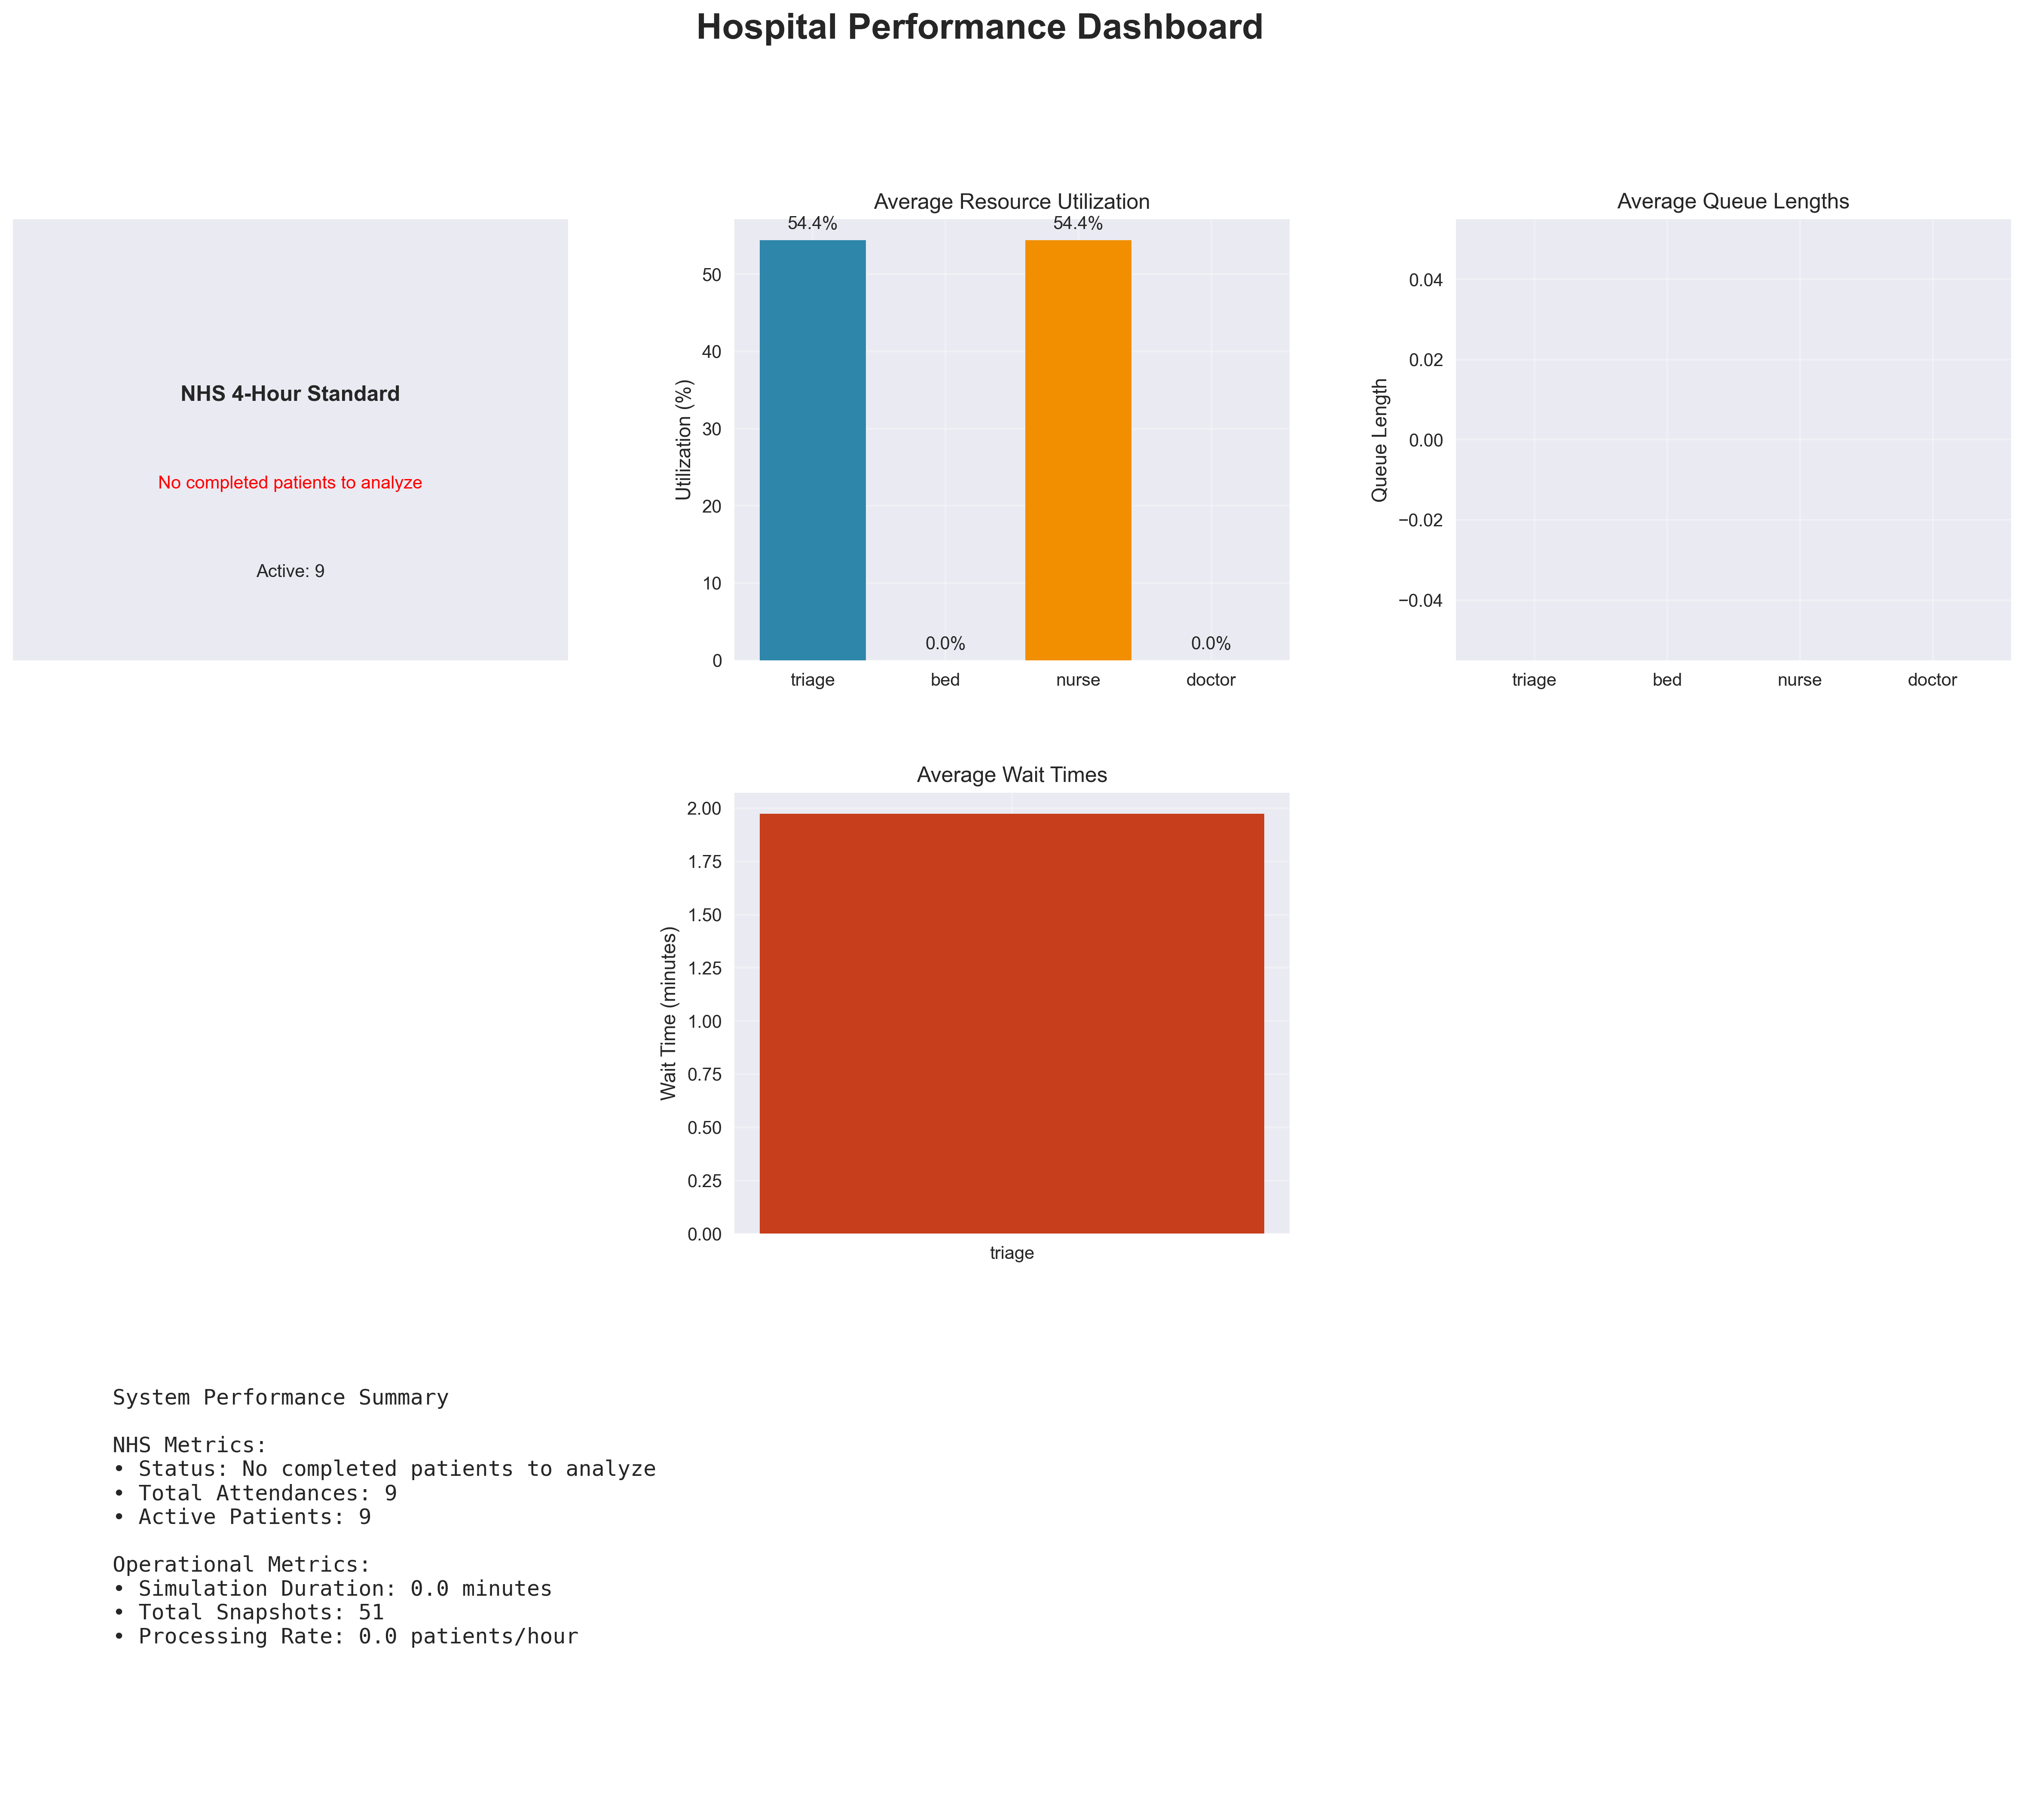 Hospital Performance Dashboard
NHS 4-Hour Standard
No completed patients to analyze
Active: 9
Average Resource Utilization
Utilization (%)
54.4%
0.0%
54.4%
0.0%
50
40
30
20
10
0
triage bed nurse doctor
Average Queue Lengths
Queue Length
0.04
0.02
0.00
−0.02
−0.04
triage bed nurse doctor
Average Wait Times
Wait Time (minutes)
2.00
1.75
1.50
1.25
1.00
0.75
0.50
0.25
0.00
triage
System Performance Summary
NHS Metrics:
• Status: No completed patients to analyze
• Total Attendances: 9
• Active Patients: 9
Operational Metrics:
• Simulation Duration: 0.0 minutes
• Total Snapshots: 51
• Processing Rate: 0.0 patients/hour